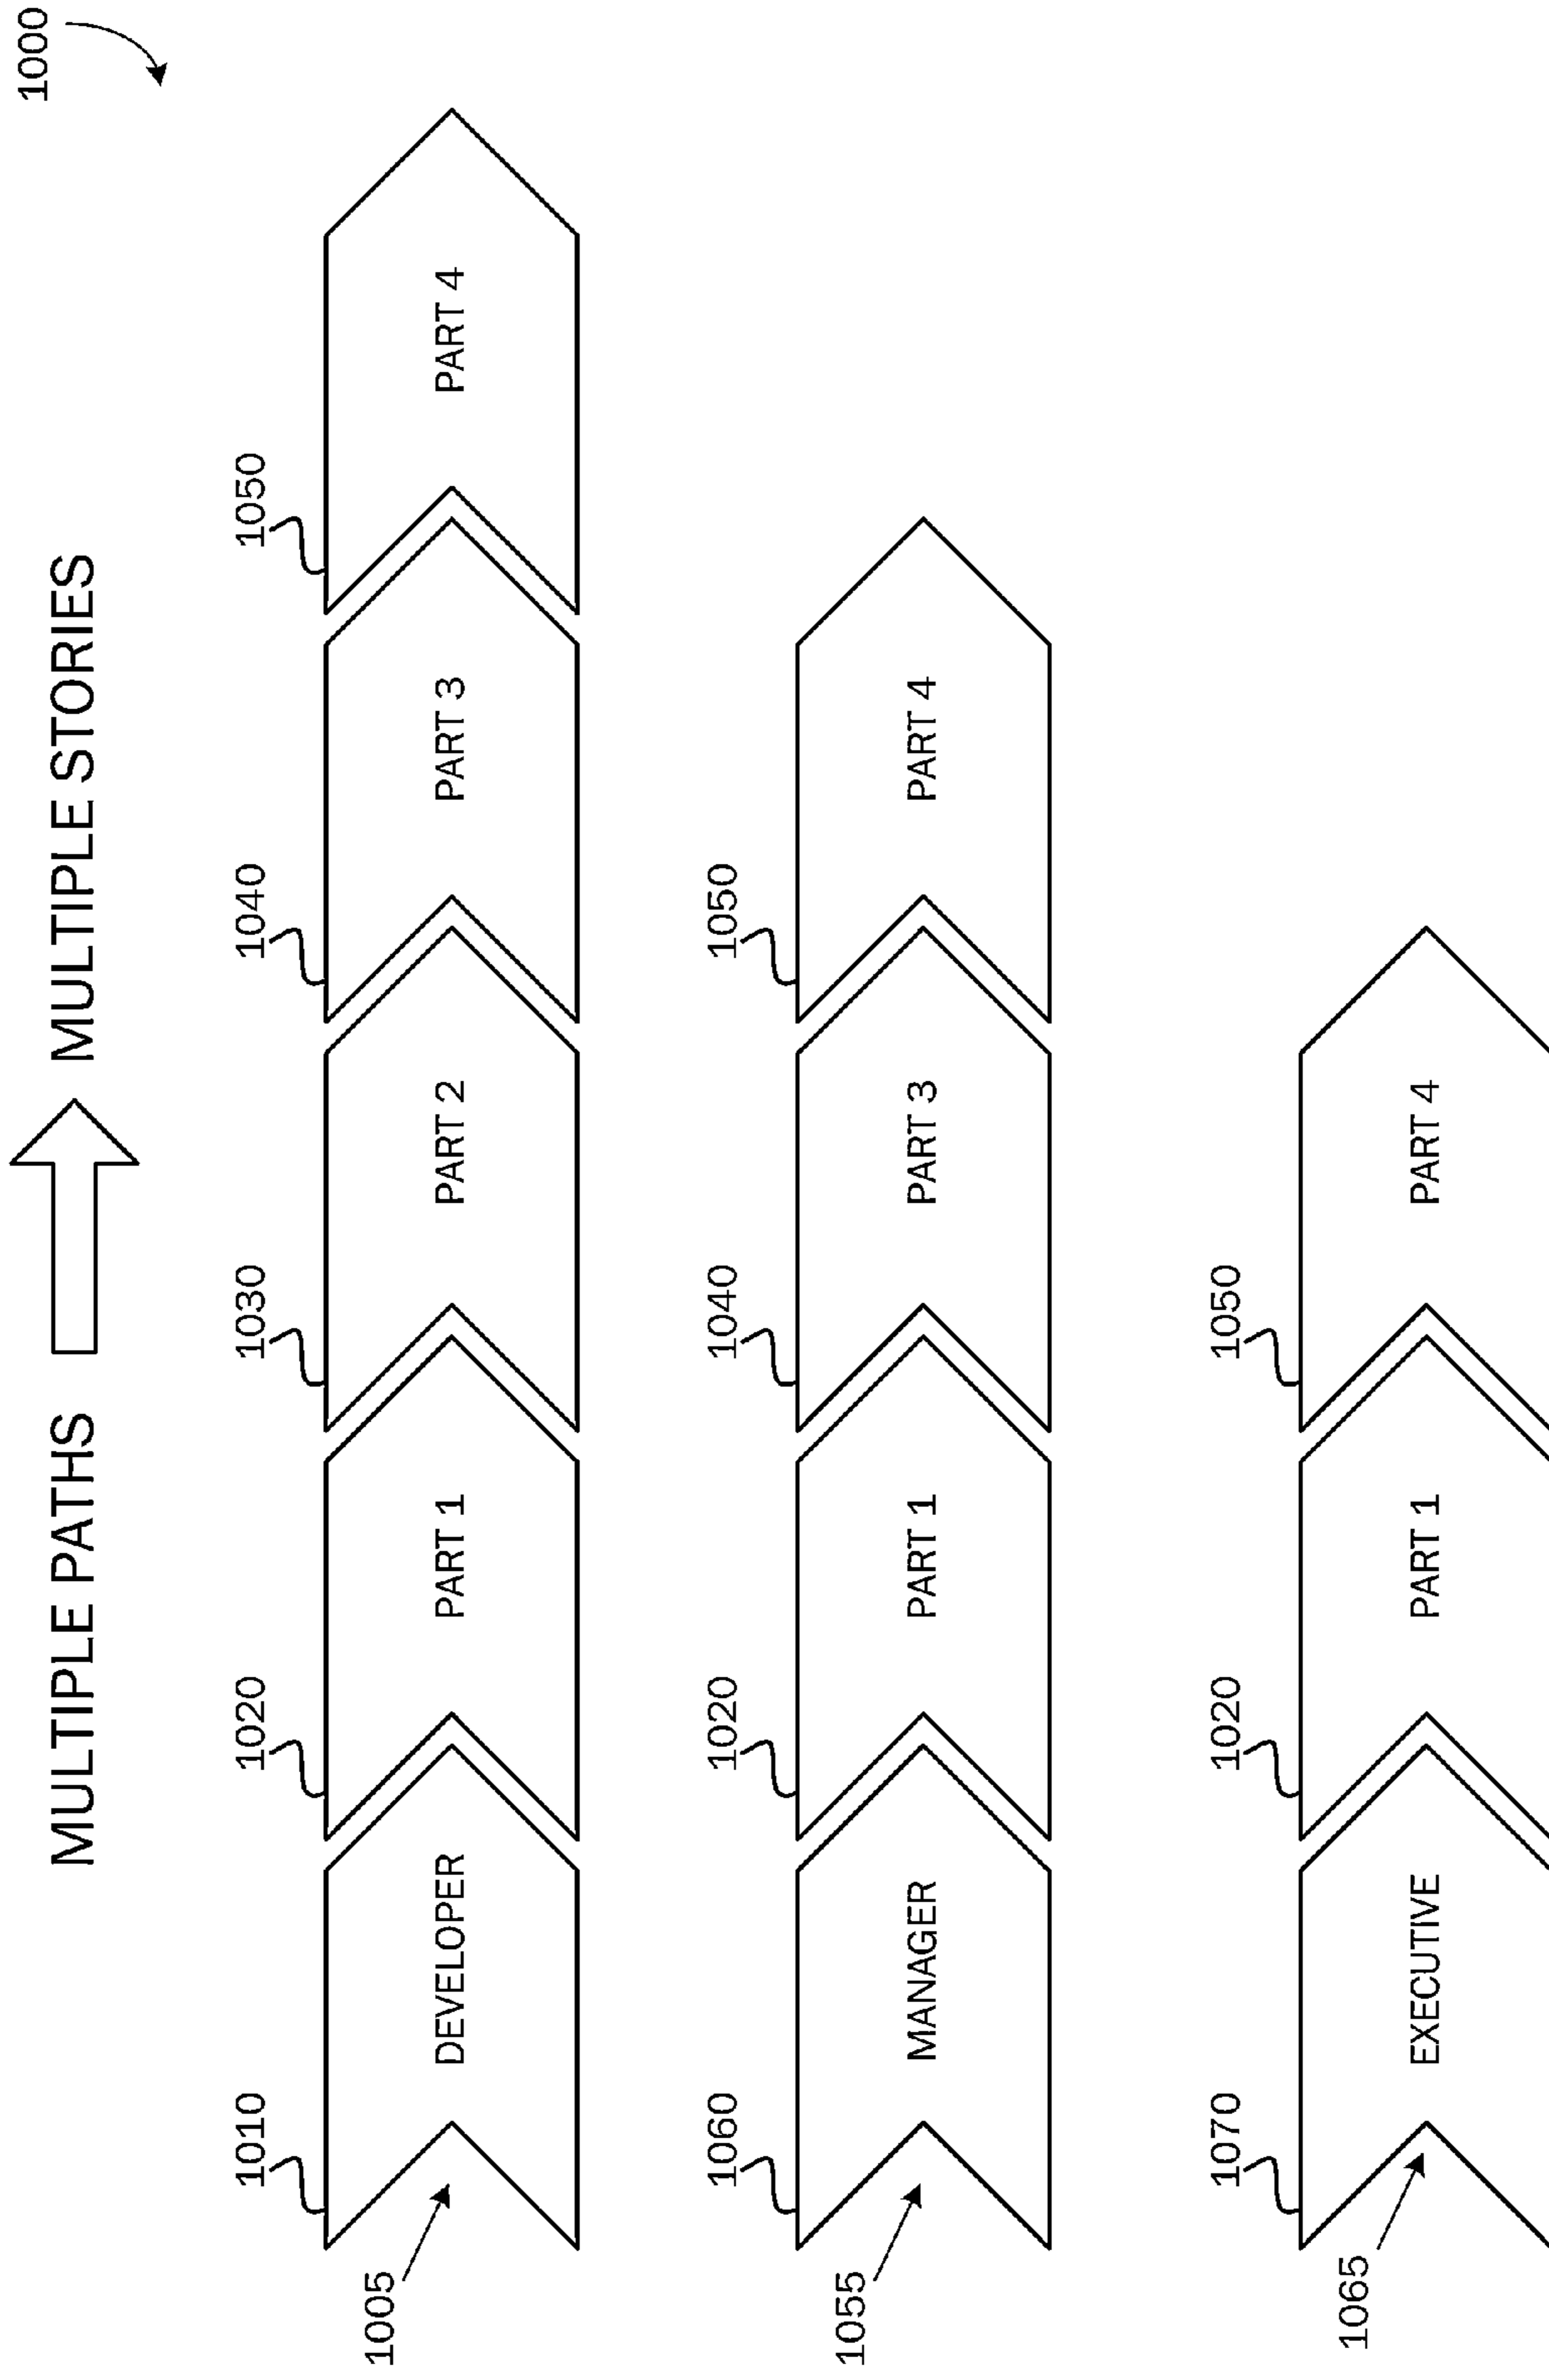 1000
MULTIPLE PATHS MULTIPLE STORIES
1010 1020 1030 1040 1050
DEVELOPER PART 1 PART 2 PART 3 PART 4
1005
1060 1020 1040 1050
MANAGER PART 1 PART 3 PART 4
1055
1070 1020 1050
EXECUTIVE PART 1 PART 4
1065